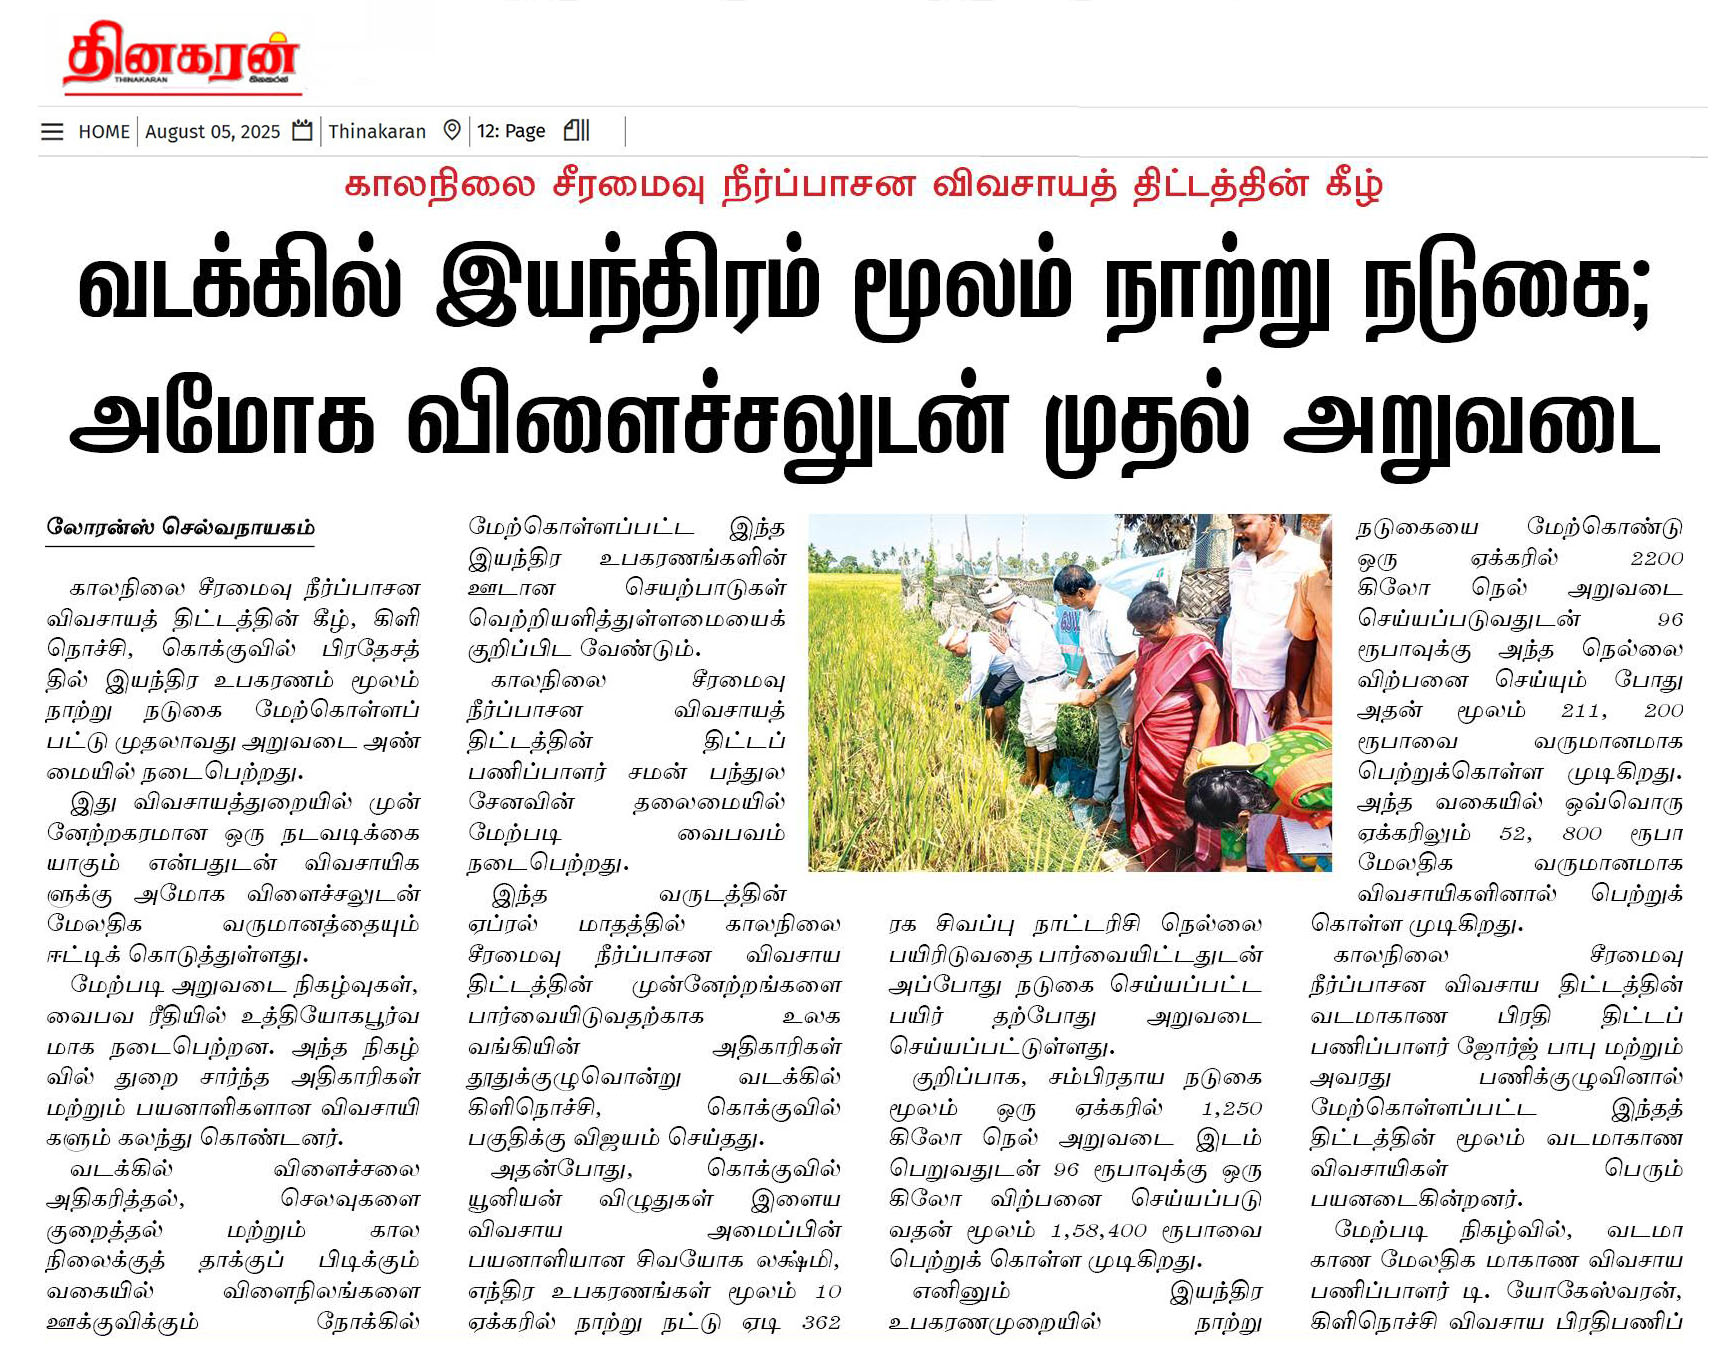 தினகரன்
THINAKARAN
HOME
August 05, 2025
Thinakaran
12: Page
காலநிலை சீரமைவு நீர்ப்பாசன விவசாயத் திட்டத்தின் கீழ்
வடக்கில் இயந்திரம் மூலம் நாற்று நடுகை;
அமோக விளைச்சலுடன் முதல் அறுவடை
லோரன்ஸ் செல்வநாயகம்
காலநிலை சீரமைவு நீர்ப்பாசன
விவசாயத் திட்டத்தின் கீழ், கிளி
நொச்சி, கொக்குவில் பிரதேசத்
தில் இயந்திர உபகரணம் மூலம்
நாற்று நடுகை மேற்கொள்ளப்
பட்டு முதலாவது அறுவடை அண்
மையில் நடைபெற்றது.
இது விவசாயத்துறையில் முன்
னேற்றகரமான ஒரு நடவடிக்கை
யாகும் என்பதுடன் விவசாயிக
ளுக்கு அமோக விளைச்சலுடன்
மேலதிக வருமானத்தையும்
ஈட்டிக் கொடுத்துள்ளது.
மேற்படி அறுவடை நிகழ்வுகள்,
வைபவ ரீதியில் உத்தியோகபூர்வ
மாக நடைபெற்றன. அந்த நிகழ்
வில் துறை சார்ந்த அதிகாரிகள்
மற்றும் பயனாளிகளான விவசாயி
களும் கலந்து கொண்டனர்.
வடக்கில் விளைச்சலை
அதிகரித்தல், செலவுகளை
குறைத்தல் மற்றும் கால
நிலைக்குத் தாக்குப் பிடிக்கும்
வகையில் விளைநிலங்களை
ஊக்குவிக்கும் நோக்கில்
மேற்கொள்ளப்பட்ட இந்த
இயந்திர உபகரணங்களின்
ஊடான செயற்பாடுகள்
வெற்றியளித்துள்ளமையைக்
குறிப்பிட வேண்டும்.
காலநிலை சீரமைவு
நீர்ப்பாசன விவசாயத்
திட்டத்தின் திட்டப்
பணிப்பாளர் சமன் பந்துல
சேனவின் தலைமையில்
மேற்படி வைபவம்
நடைபெற்றது.
இந்த வருடத்தின்
ஏப்ரல் மாதத்தில் காலநிலை
சீரமைவு நீர்ப்பாசன விவசாய
திட்டத்தின் முன்னேற்றங்களை
பார்வையிடுவதற்காக உலக
வங்கியின் அதிகாரிகள்
தூதுக்குழுவொன்று வடக்கில்
கிளிநொச்சி, கொக்குவில்
பகுதிக்கு விஜயம் செய்தது.
அதன்போது, கொக்குவில்
யூனியன் விழுதுகள் இளைய
விவசாய அமைப்பின்
பயனாளியான சிவயோக லக்ஷ்மி,
எந்திர உபகரணங்கள் மூலம் 10
ஏக்கரில் நாற்று நட்டு ஏடி 362
ரக சிவப்பு நாட்டரிசி நெல்லை
பயிரிடுவதை பார்வையிட்டதுடன்
அப்போது நடுகை செய்யப்பட்ட
பயிர் தற்போது அறுவடை
செய்யப்பட்டுள்ளது.
குறிப்பாக, சம்பிரதாய நடுகை
மூலம் ஒரு ஏக்கரில் 1,250
கிலோ நெல் அறுவடை இடம்
பெறுவதுடன் 96 ரூபாவுக்கு ஒரு
கிலோ விற்பனை செய்யப்படு
வதன் மூலம் 1,58,400 ரூபாவை
பெற்றுக் கொள்ள முடிகிறது.
எனினும் இயந்திர
உபகரணமுறையில் நாற்று
நடுகையை மேற்கொண்டு
ஒரு ஏக்கரில் 2200
கிலோ நெல் அறுவடை
செய்யப்படுவதுடன் 96
ரூபாவுக்கு அந்த நெல்லை
விற்பனை செய்யும் போது
அதன் மூலம் 211, 200
ரூபாவை வருமானமாக
பெற்றுக்கொள்ள முடிகிறது.
அந்த வகையில் ஒவ்வொரு
ஏக்கரிலும் 52, 800 ரூபா
மேலதிக வருமானமாக
விவசாயிகளினால் பெற்றுக்
கொள்ள முடிகிறது.
காலநிலை சீரமைவு
நீர்ப்பாசன விவசாய திட்டத்தின்
வடமாகாண பிரதி திட்டப்
பணிப்பாளர் ஜோர்ஜ் பாபு மற்றும்
அவரது பணிக்குழுவினால்
மேற்கொள்ளப்பட்ட இந்தத்
திட்டத்தின் மூலம் வடமாகாண
விவசாயிகள் பெரும்
பயனடைகின்றனர்.
மேற்படி நிகழ்வில், வடமா
காண மேலதிக மாகாண விவசாய
பணிப்பாளர் டி. யோகேஸ்வரன்,
கிளிநொச்சி விவசாய பிரதிபணிப்